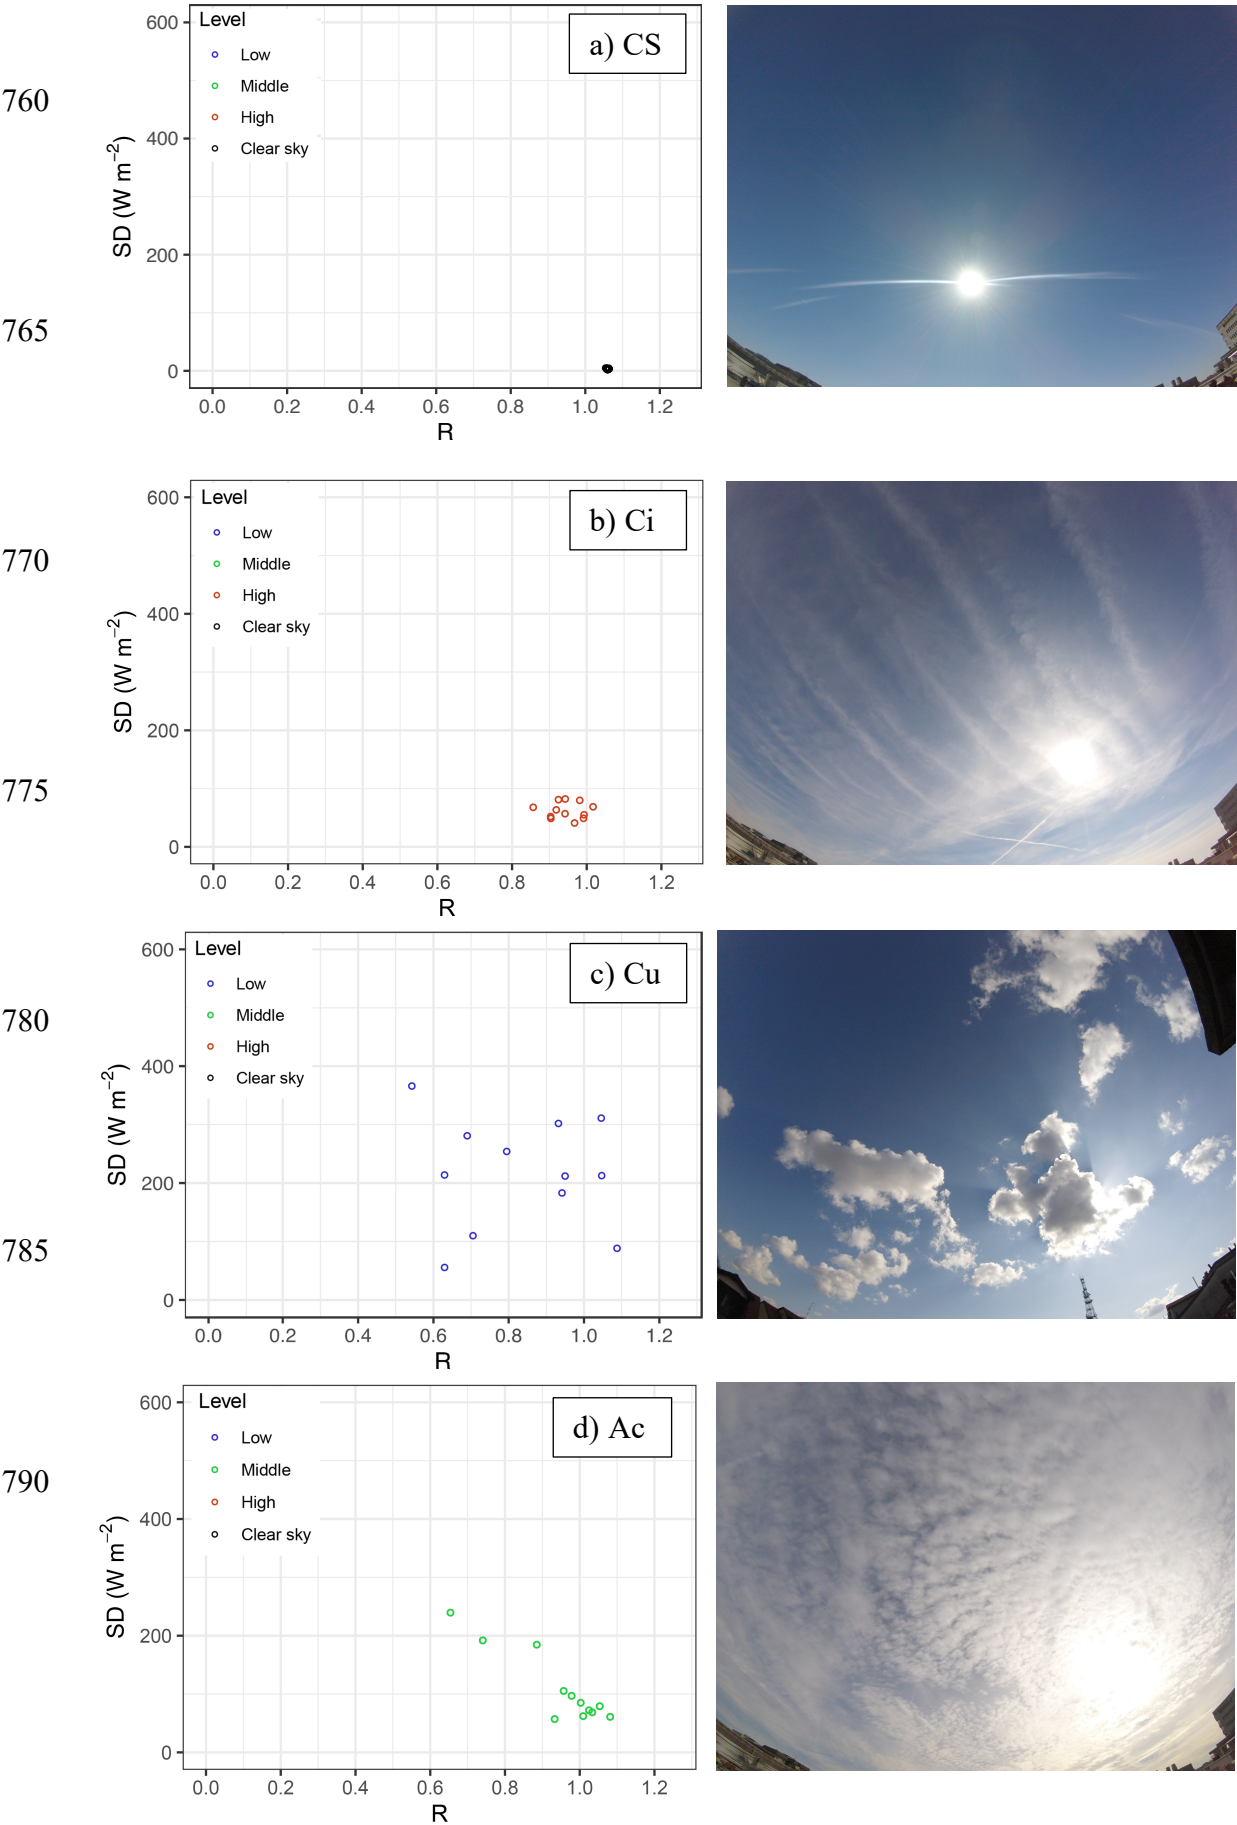 Level
600
Low
a) CS
Middle
760
High
Clear sky
400
SD (W m−2)
200
765
0
0.0 0.2 0.4 0.6 0.8 1.0 1.2
R
Level
600
Low
b) Ci
770
Middle
High
Clear sky
400
SD (W m−2)
200
775
0
0.0 0.2 0.4 0.6 0.8 1.0 1.2
R
Level
600
Low
c) Cu
780
Middle
High
Clear sky
400
SD (W m−2)
200
785
0
0.0 0.2 0.4 0.6 0.8 1.0 1.2
R
Level
600
Low
d) Ac
Middle
790
High
Clear sky
400
SD (W m−2)
200
0
0.0 0.2 0.4 0.6 0.8 1.0 1.2
R